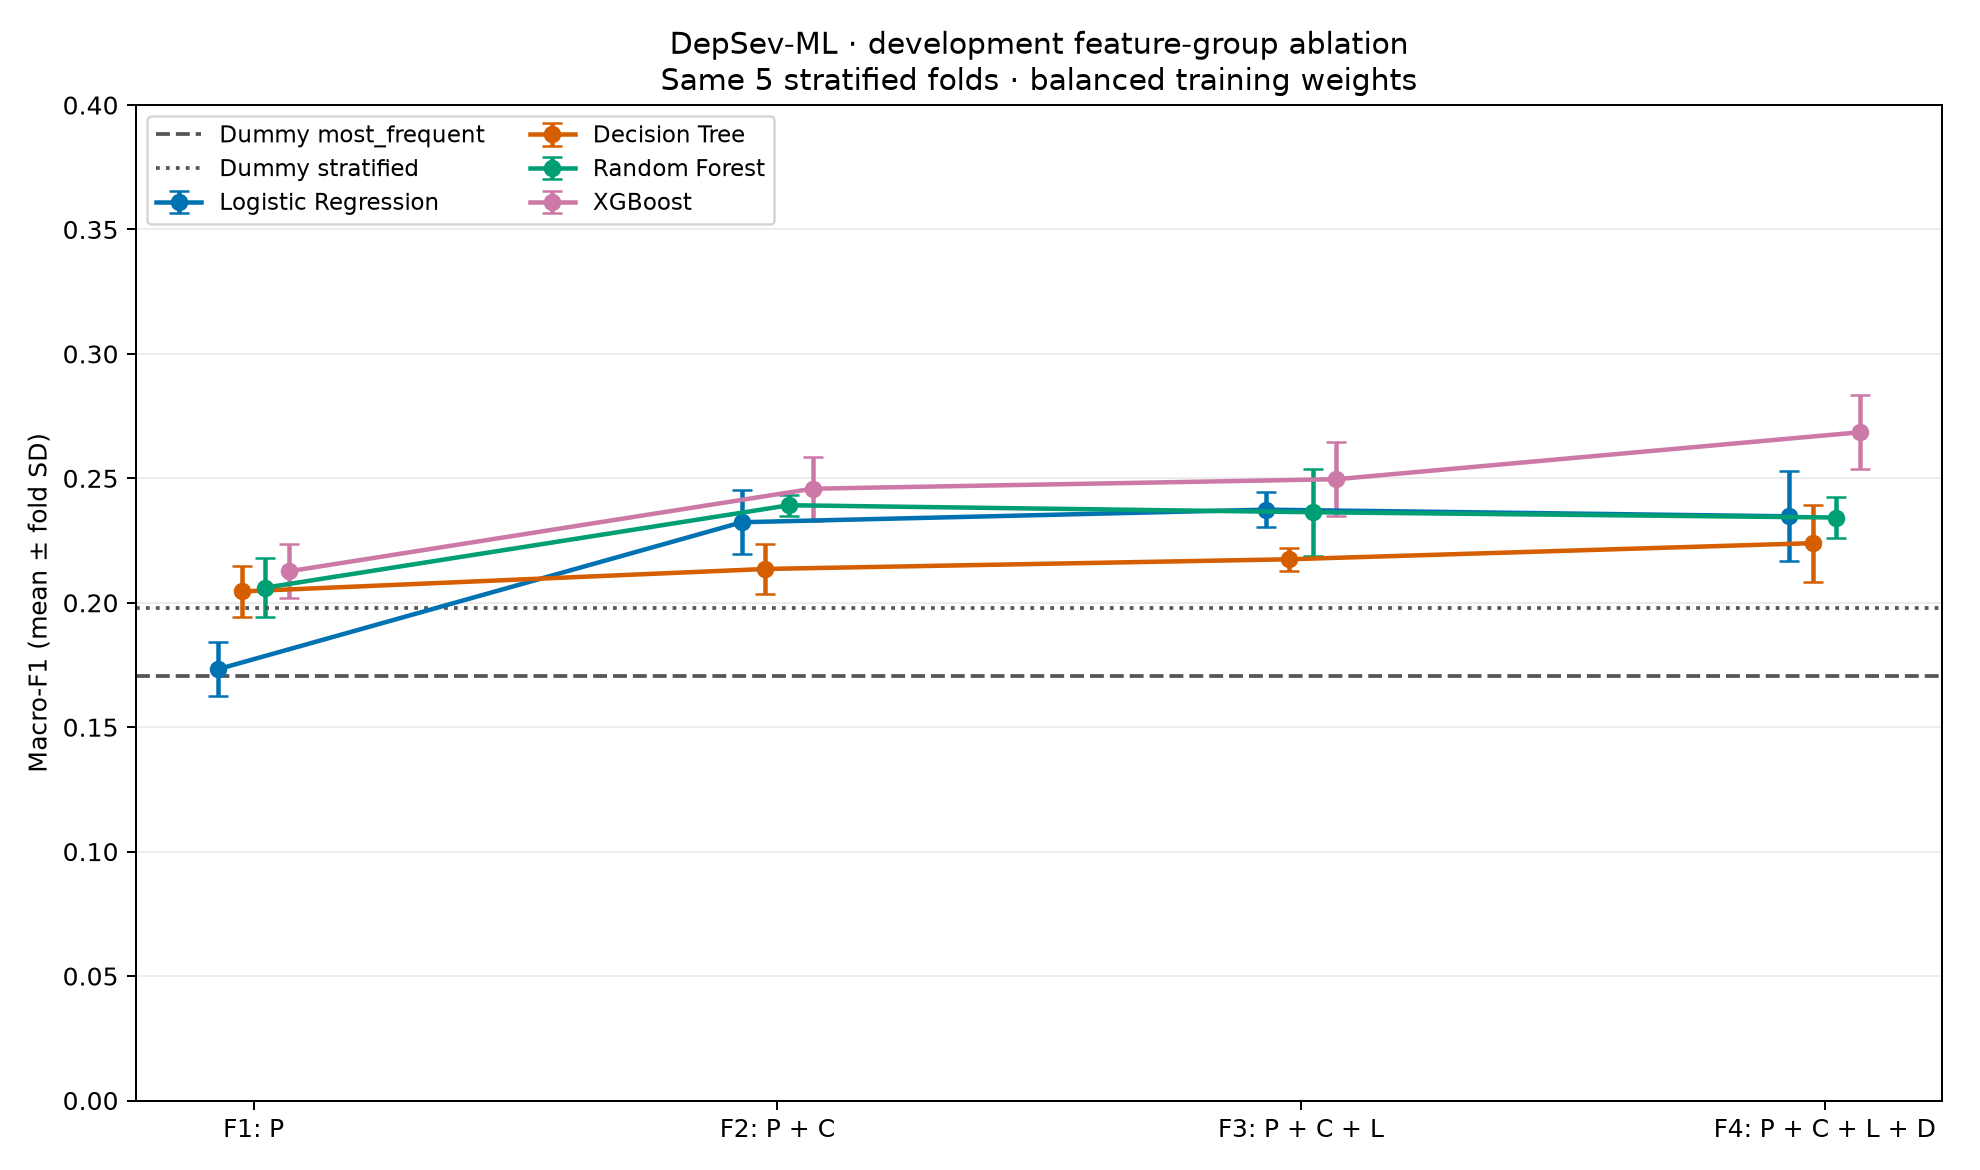 DepSev-ML · development feature-group ablation
Same 5 stratified folds · balanced training weights
Dummy most_frequent
Dummy stratified
Logistic Regression
Decision Tree
Random Forest
XGBoost
Macro-F1 (mean ± fold SD)
0.40
0.35
0.30
0.25
0.20
0.15
0.10
0.05
0.00
F1: P
F2: P + C
F3: P + C + L
F4: P + C + L + D